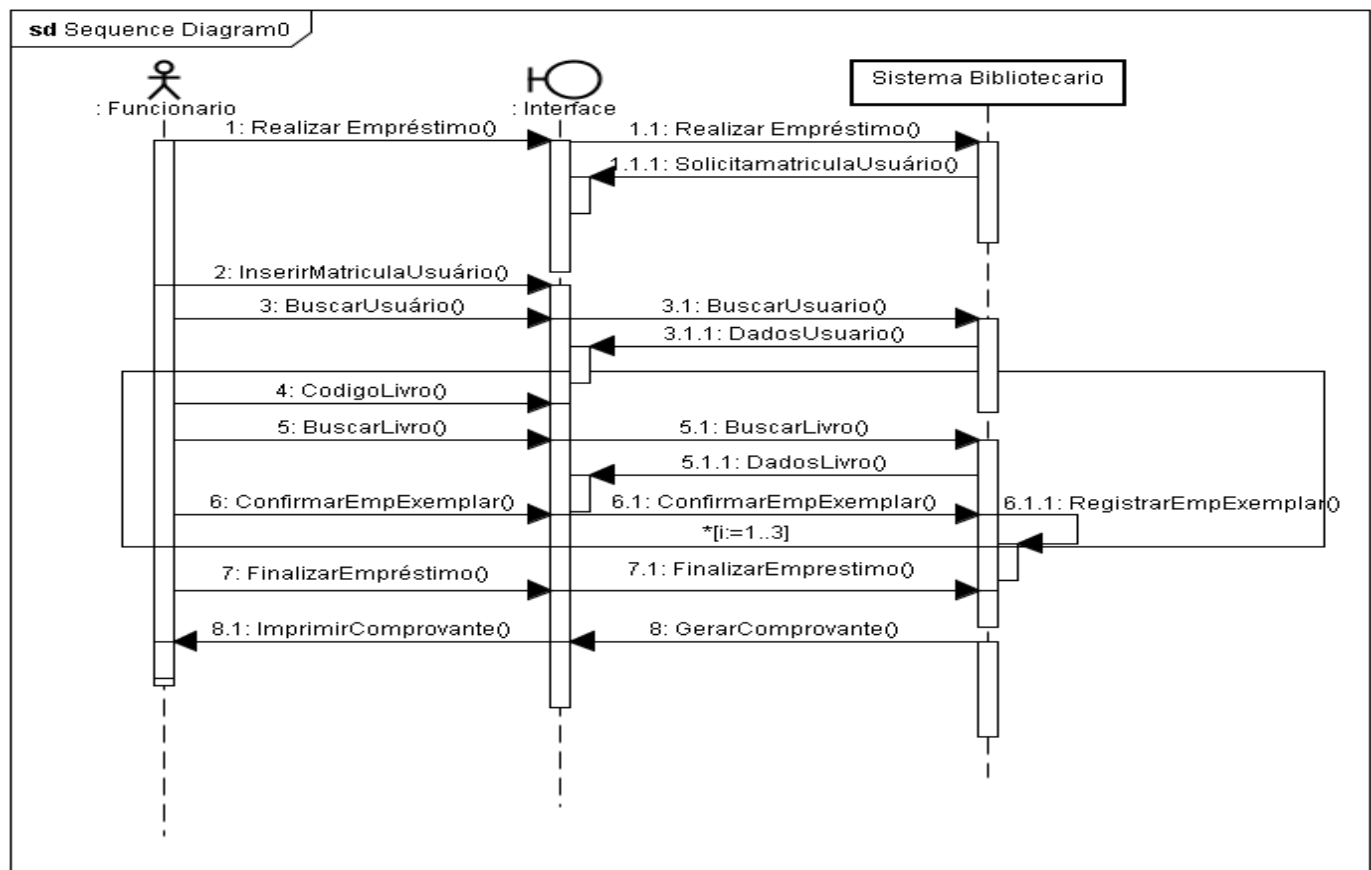 sd Sequence Diagram0
: Funcionario
: Interface
Sistema Bibliotecario
1: Realizar Empréstimo()
1.1: Realizar Empréstimo()
1.1.1: SolicitamatriculaUsuário()
2: InserirMatriculaUsuário()
3: BuscarUsuário()
3.1: BuscarUsuario()
3.1.1: DadosUsuario()
4: CodigoLivro()
5: BuscarLivro()
5.1: BuscarLivro()
5.1.1: DadosLivro()
6: ConfirmarEmpExemplar()
6.1: ConfirmarEmpExemplar()
6.1.1: RegistrarEmpExemplar()
*[i:=1..3]
7: FinalizarEmpréstimo()
7.1: FinalizarEmprestimo()
8.1: ImprimirComprovante()
8: GerarComprovante()